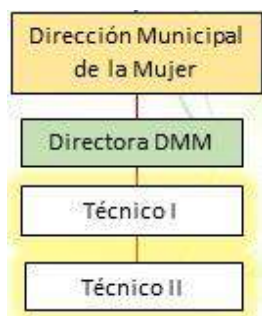 Dirección Municipal
de la Mujer
Directora DMM
Técnico I
Técnico II